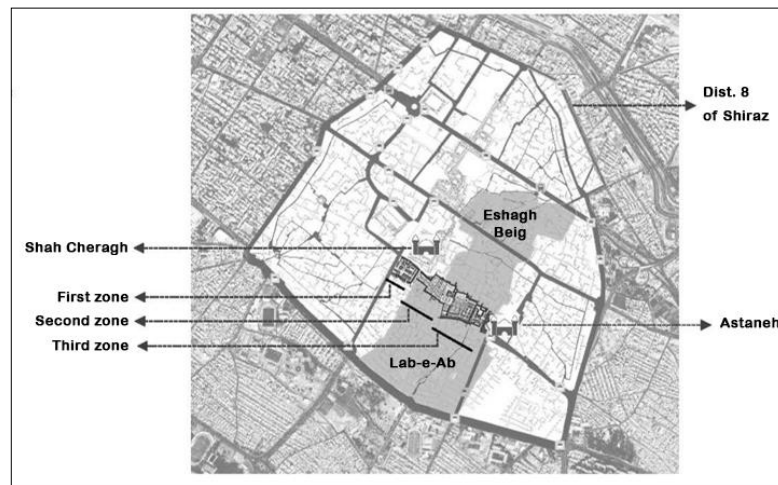 Dist. 8
of Shiraz
Eshagh
Beig
Shah Cheragh
First zone
Second zone
Astaneh
Third zone
Lab-e-Ab